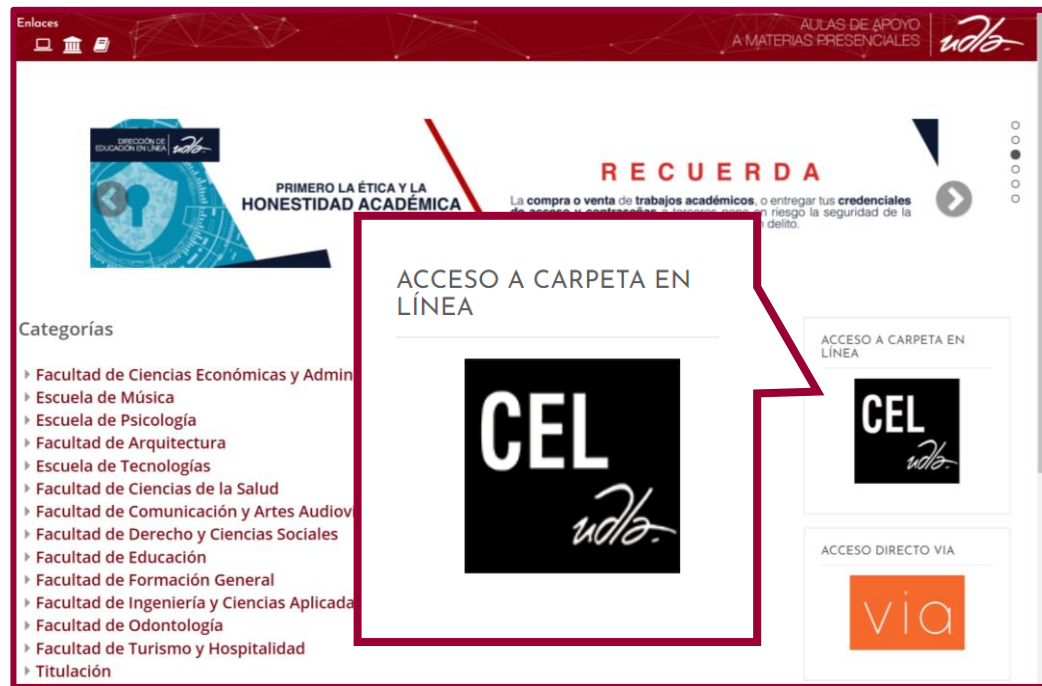 Enlaces
AULAS DE APOYO
A MATERIAS PRESENCIALES
udla-
DIRECCIÓN DE
EDUCACIÓN EN LÍNEA
udla-
PRIMERO LA ÉTICA Y LA
HONESTIDAD ACADÉMICA
RECUERDA
La compra o venta de trabajos académicos, o entregar tus credenciales
de acceso y contraseñas a terceros pone en riesgo la seguridad de la
delito.
ACCESO A CARPETA EN
LÍNEA
CEL
udla-
Categorías
Facultad de Ciencias Económicas y Admin
Escuela de Música
Escuela de Psicología
Facultad de Arquitectura
Escuela de Tecnologías
Facultad de Ciencias de la Salud
Facultad de Comunicación y Artes Audiovi
Facultad de Derecho y Ciencias Sociales
Facultad de Educación
Facultad de Formación General
Facultad de Ingeniería y Ciencias Aplicada
Facultad de Odontología
Facultad de Turismo y Hospitalidad
Titulación
ACCESO A CARPETA EN
LÍNEA
CEL
udla-
ACCESO DIRECTO VIA
via